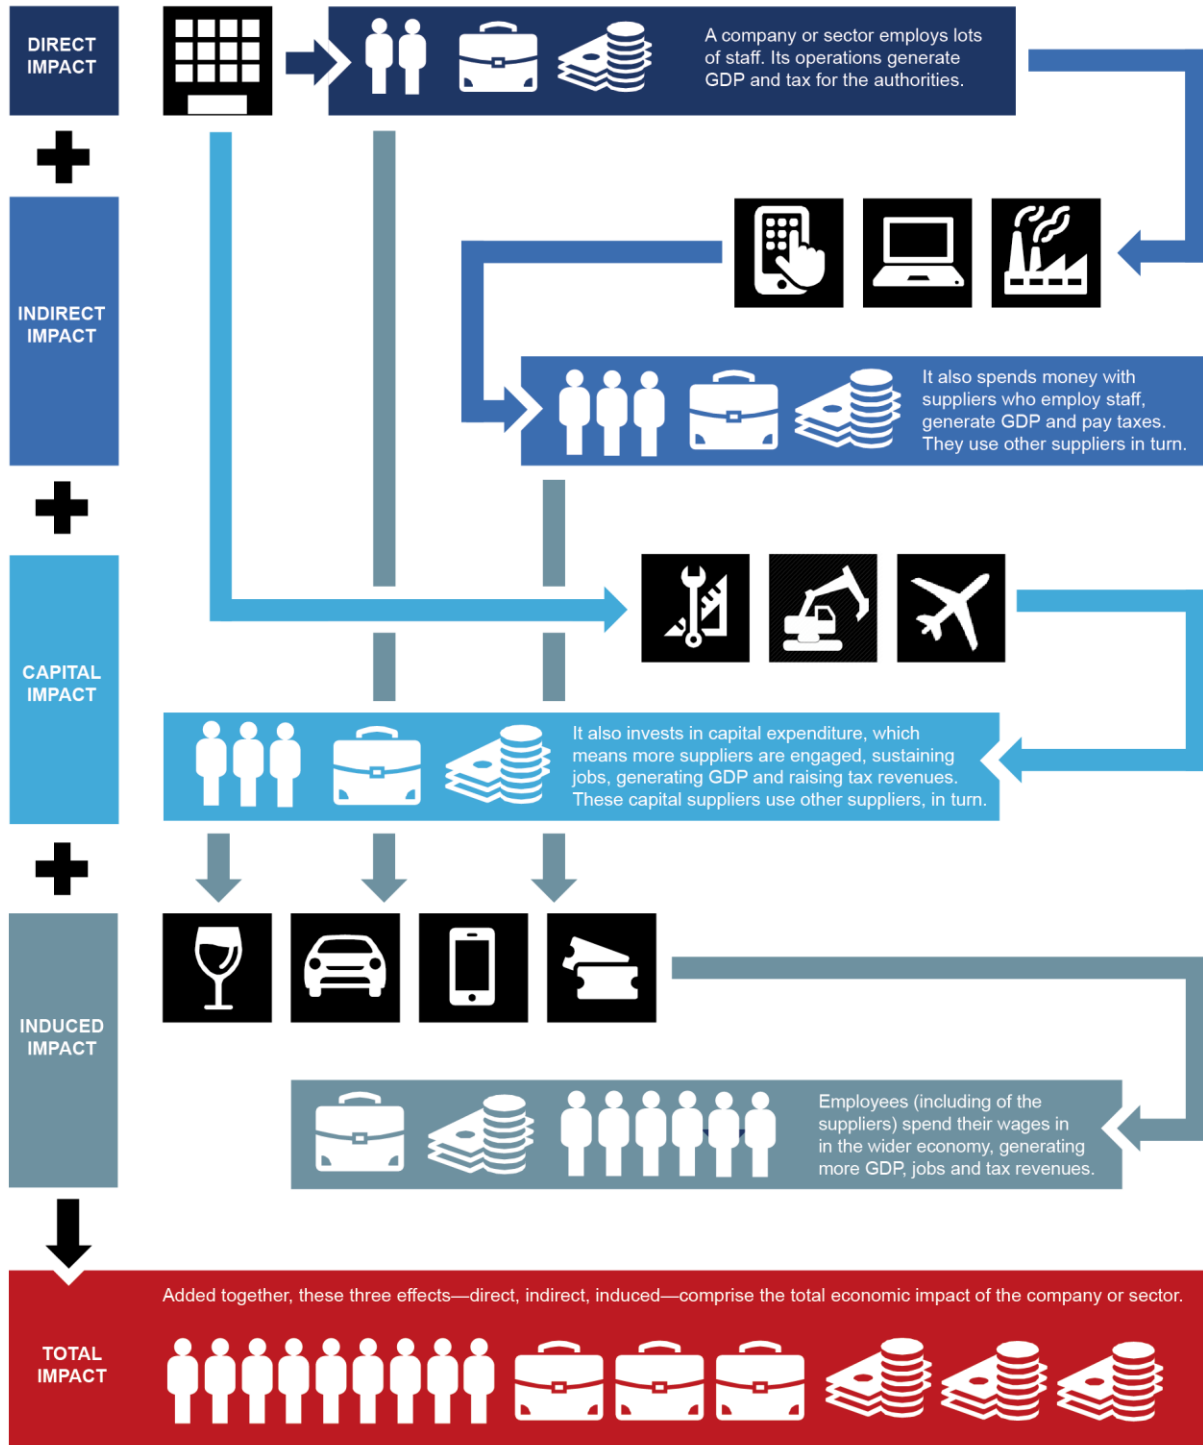 DIRECT
IMPACT
A company or sector employs lots
of staff. Its operations generate
GDP and tax for the authorities.
INDIRECT
IMPACT
It also spends money with
suppliers who employ staff,
generate GDP and pay taxes.
They use other suppliers in turn.
CAPITAL
IMPACT
It also invests in capital expenditure, which
means more suppliers are engaged, sustaining
jobs, generating GDP and raising tax revenues.
These capital suppliers use other suppliers, in turn.
INDUCED
IMPACT
Employees (including of the
suppliers) spend their wages in
in the wider economy, generating
more GDP, jobs and tax revenues.
Added together, these three effects—direct, indirect, induced—comprise the total economic impact of the company or sector.
TOTAL
IMPACT